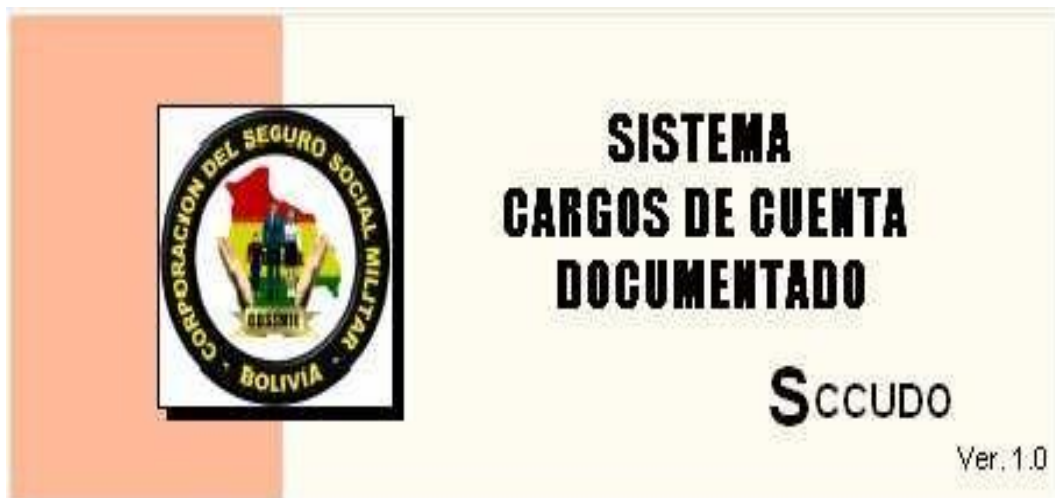 CORPORACION DEL SEGURO SOCIAL MILITAR
COSSMIL
- BOLIVIA -
SISTEMA
CARGOS DE CUENTA
DOCUMENTADO
SCCUDO
Ver. 1.0